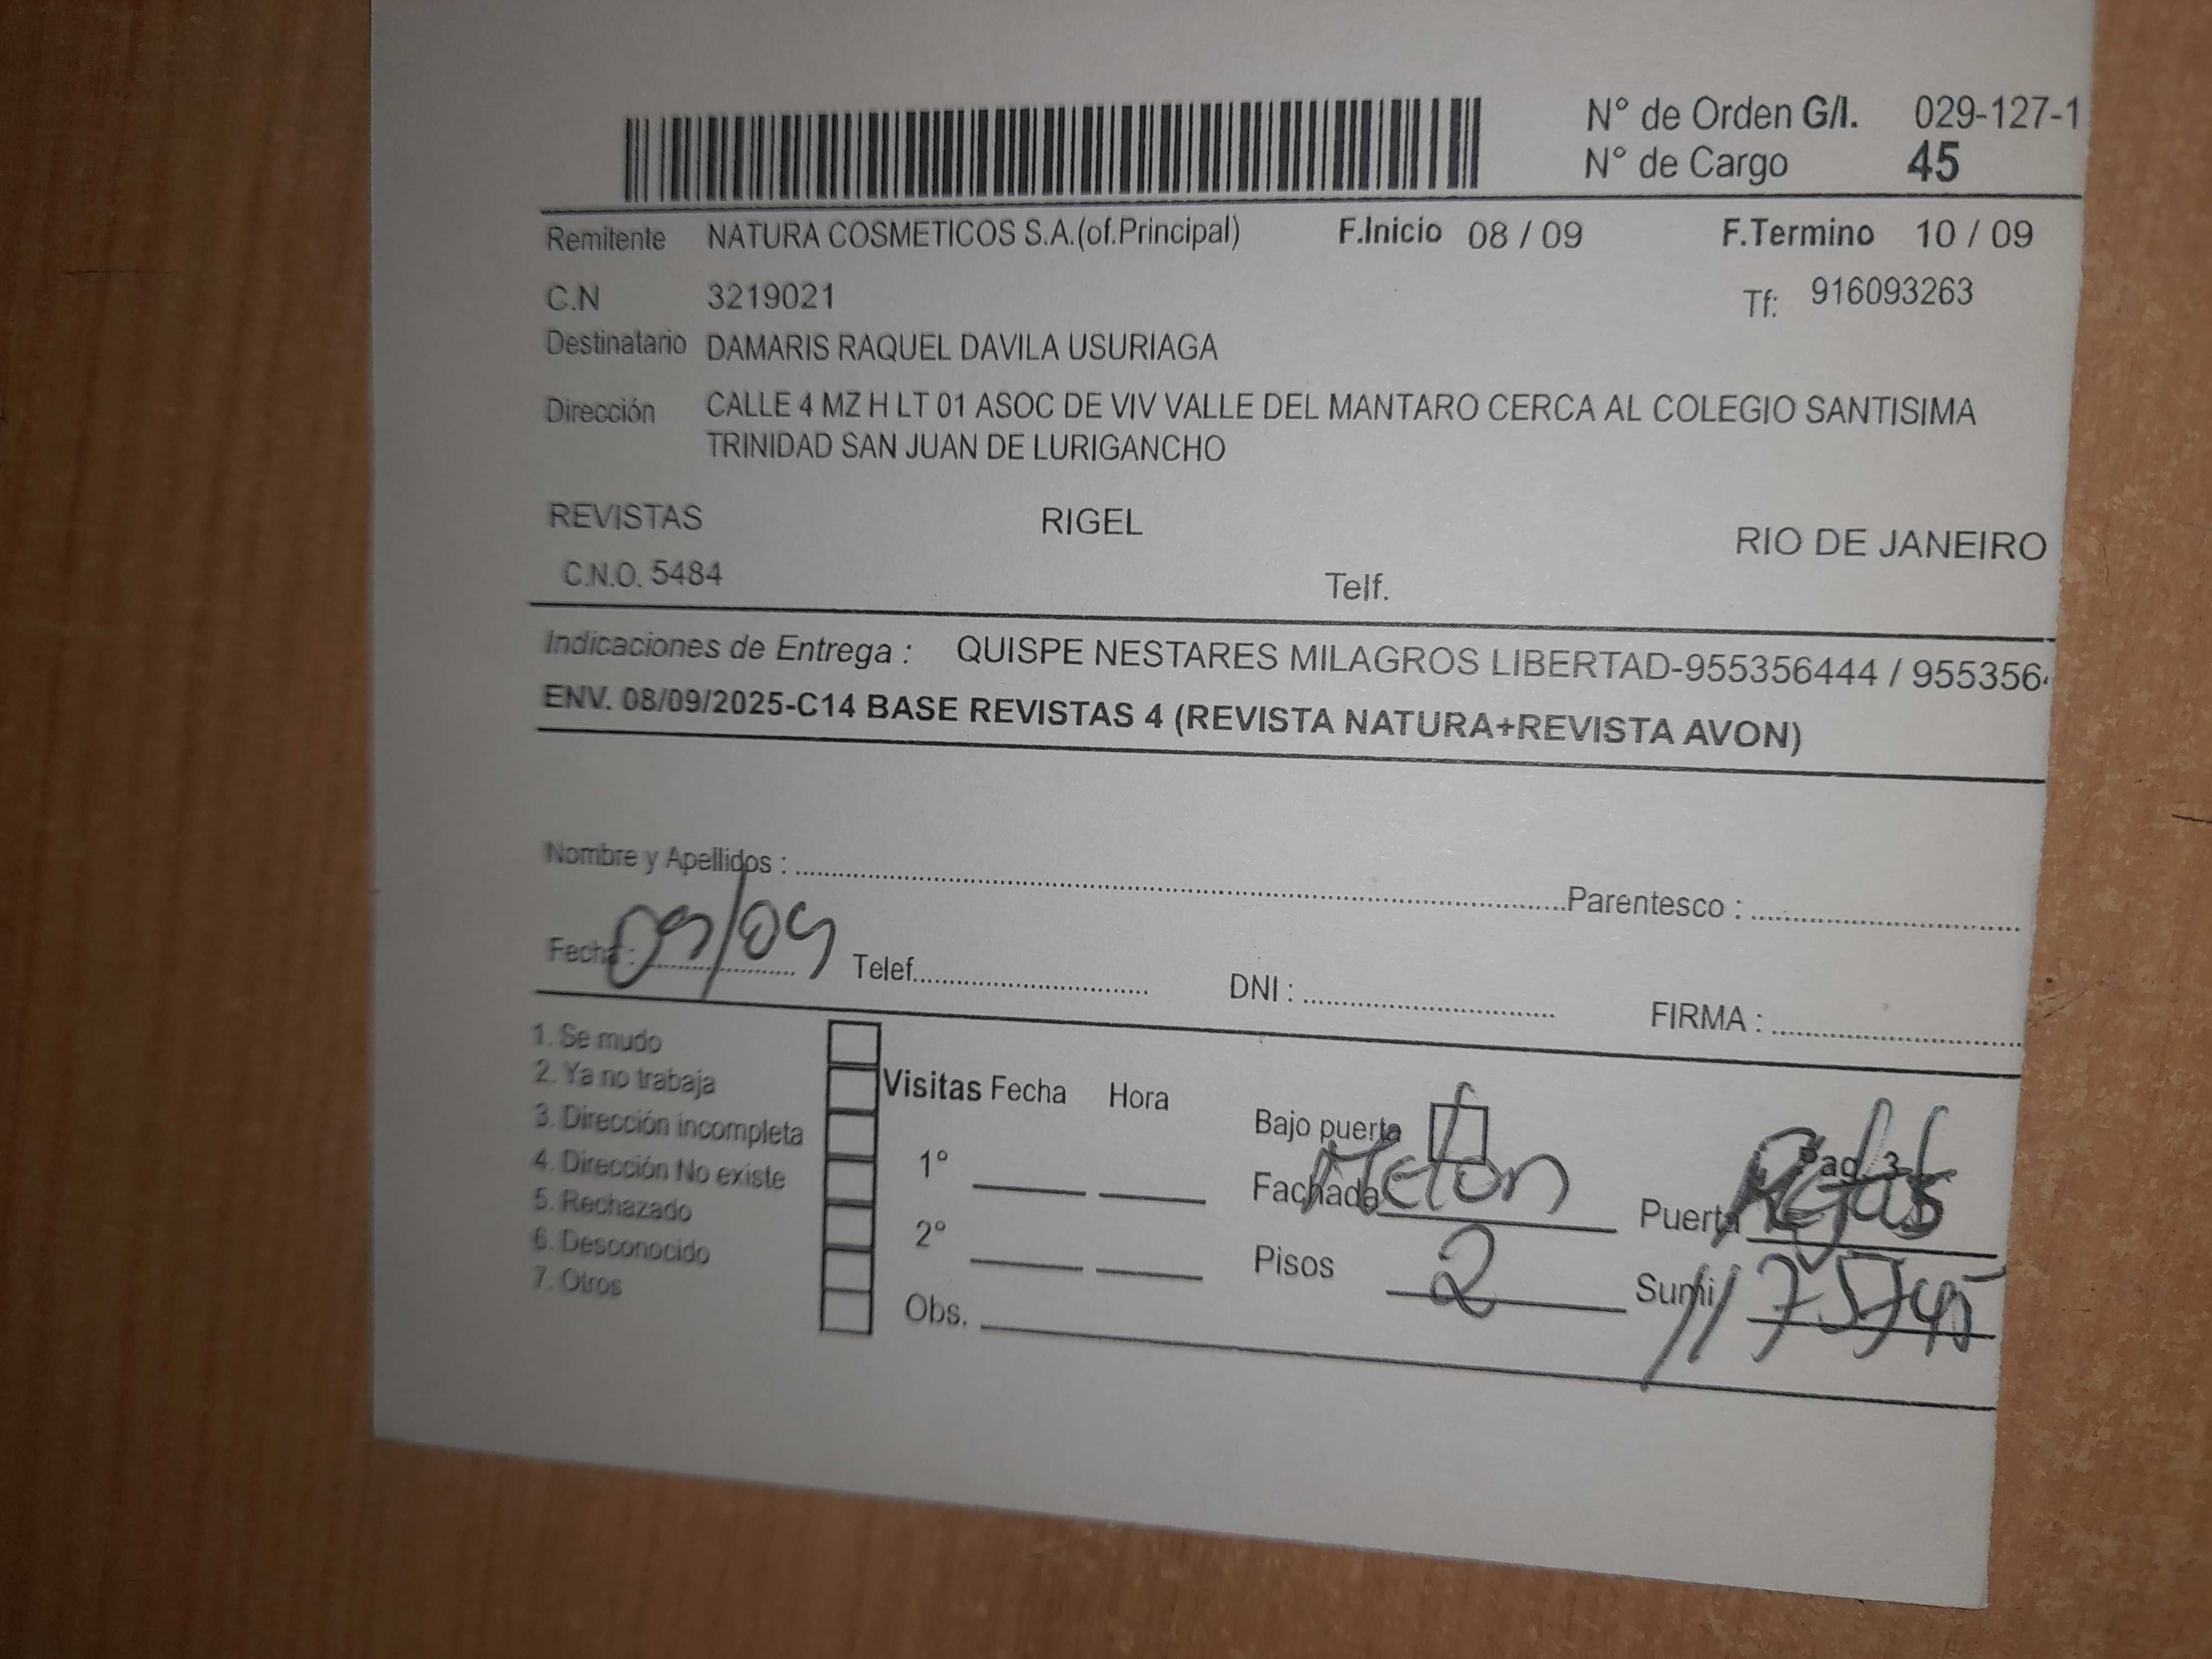 N° de Orden G/I. 029-127-1
N° de Cargo 45
Remitente NATURA COSMETICOS S.A.(of.Principal) F.Inicio 08 / 09 F.Termino 10 / 09
C.N 3219021 Tf: 916093263
Destinatario DAMARIS RAQUEL DAVILA USURIAGA
Dirección CALLE 4 MZ H LT 01 ASOC DE VIV VALLE DEL MANTARO CERCA AL COLEGIO SANTISIMA
TRINIDAD SAN JUAN DE LURIGANCHO
REVISTAS RIGEL RIO DE JANEIRO
C.N.O. 5484 Telf.
Indicaciones de Entrega : QUISPE NESTARES MILAGROS LIBERTAD-955356444 / 955356
ENV. 08/09/2025-C14 BASE REVISTAS 4 (REVISTA NATURA+REVISTA AVON)
Nombre y Apellidos : Parentesco :
Fecha : 09/09 Telef. DNI : FIRMA :
1. Se mudo
2. Ya no trabaja Visitas Fecha Hora
3. Dirección incompleta Bajo puerta
4. Dirección No existe 1° Fachada Pag 3 Puerta
5. Rechazado
6. Desconocido 2° Pisos 2 Sumi
7. Otros Obs.